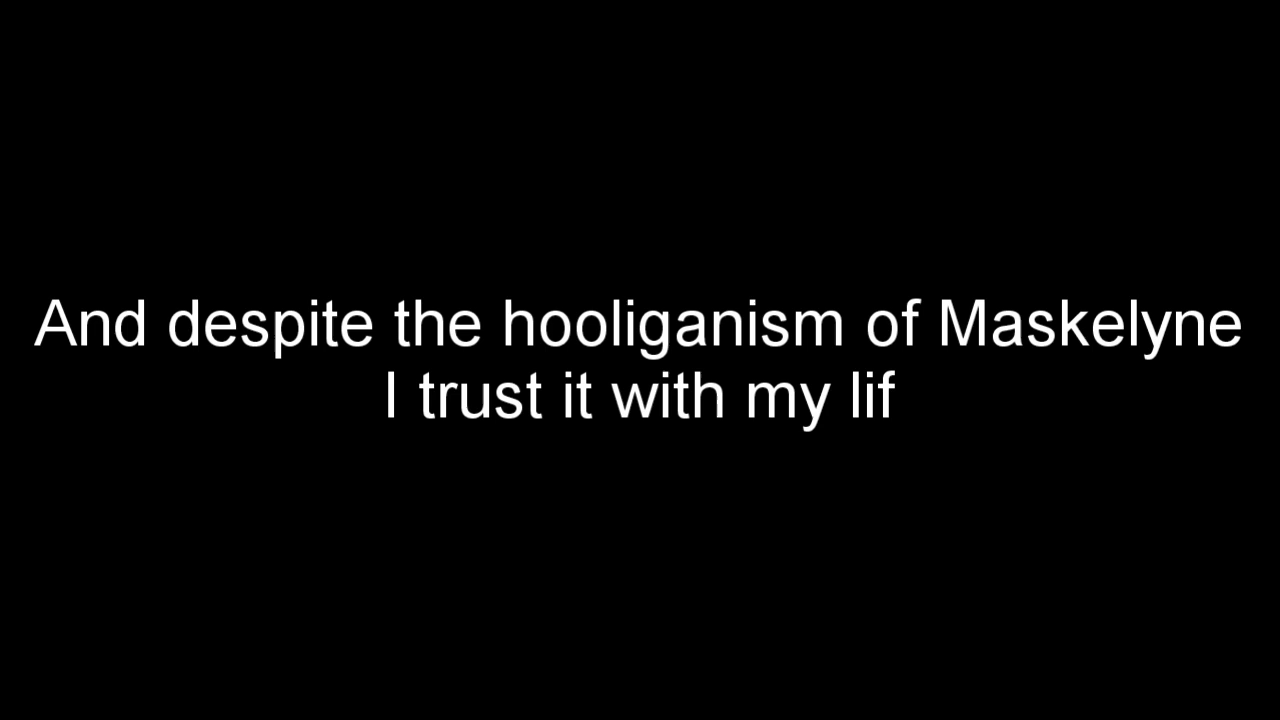 And despite the hooliganism of Maskelyne
I trust it with my lif